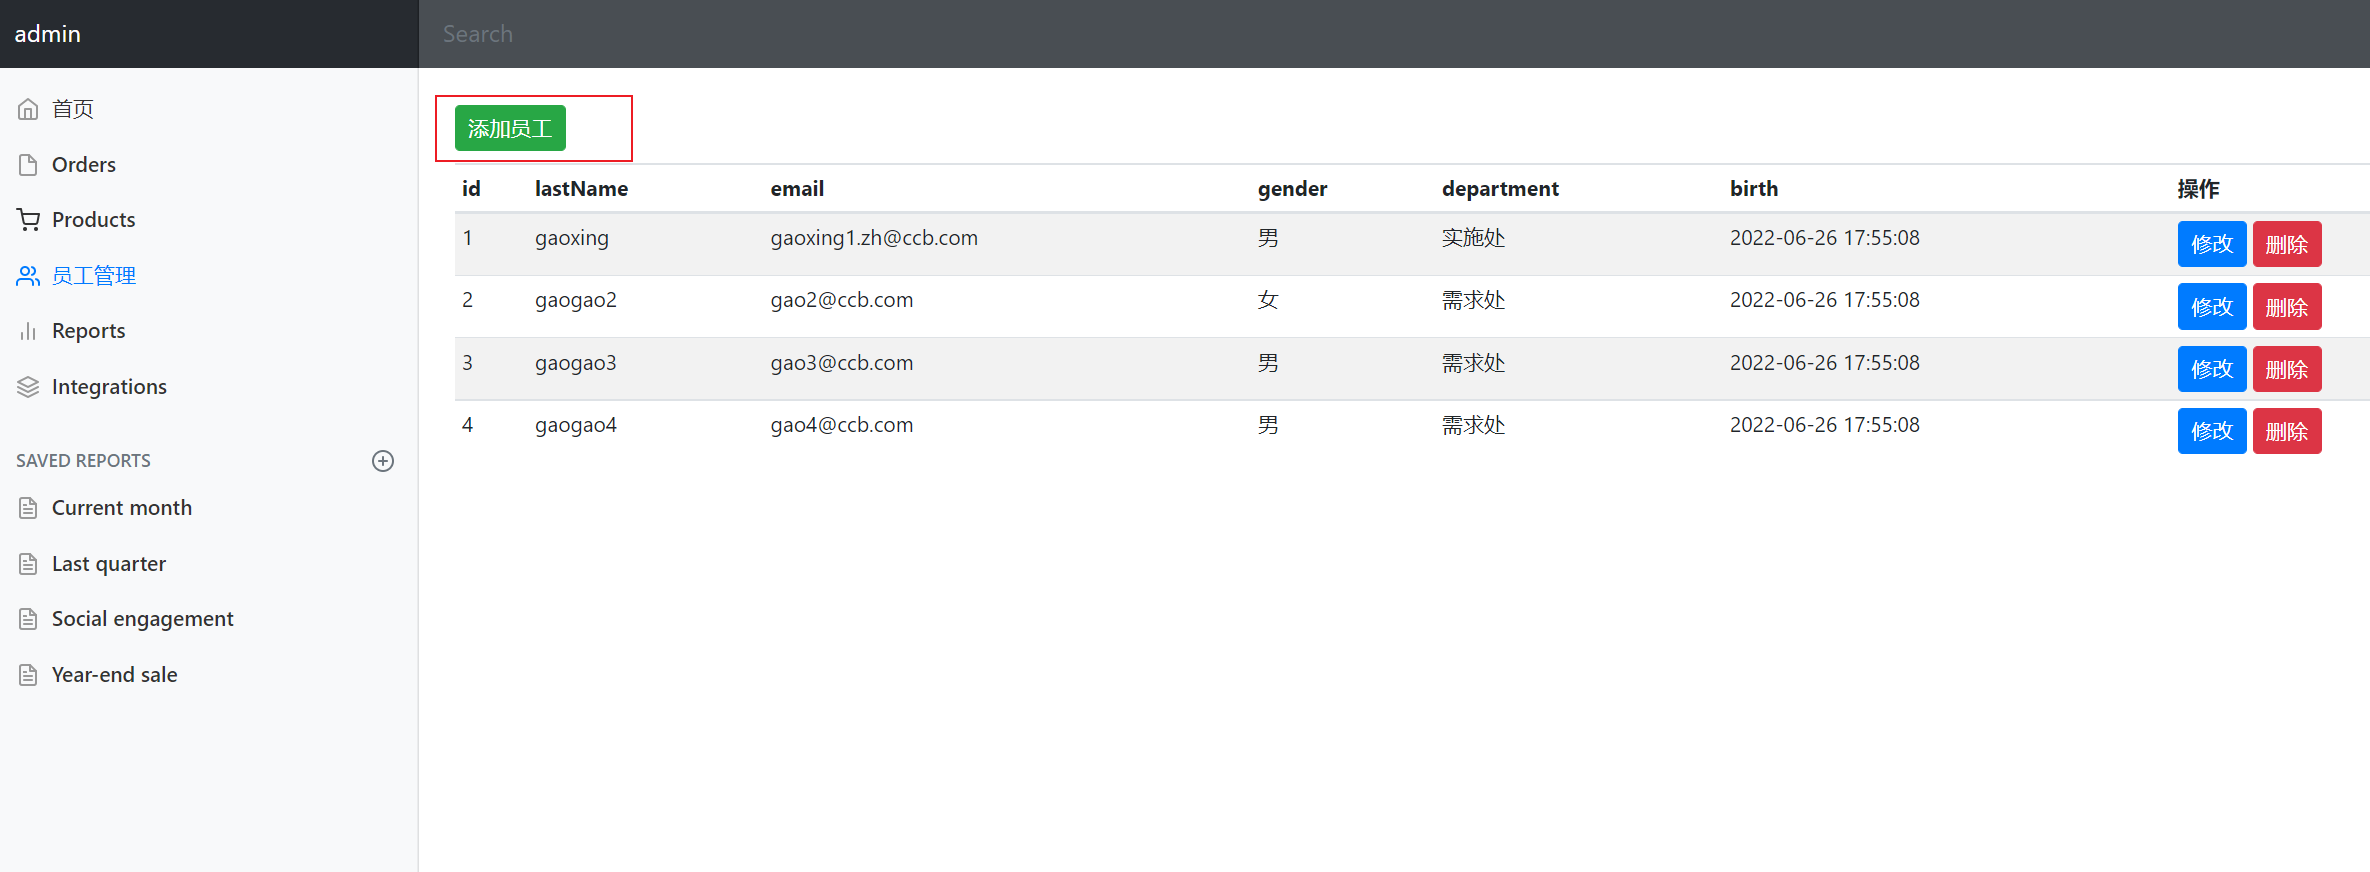 admin
Search
首页
Orders
Products
员工管理
Reports
Integrations
SAVED REPORTS
Current month
Last quarter
Social engagement
Year-end sale
添加员工
id lastName email gender department birth 操作
1 gaoxing gaoxing1.zh@ccb.com 男 实施处 2022-06-26 17:55:08 修改 删除
2 gaogao2 gao2@ccb.com 女 需求处 2022-06-26 17:55:08 修改 删除
3 gaogao3 gao3@ccb.com 男 需求处 2022-06-26 17:55:08 修改 删除
4 gaogao4 gao4@ccb.com 男 需求处 2022-06-26 17:55:08 修改 删除